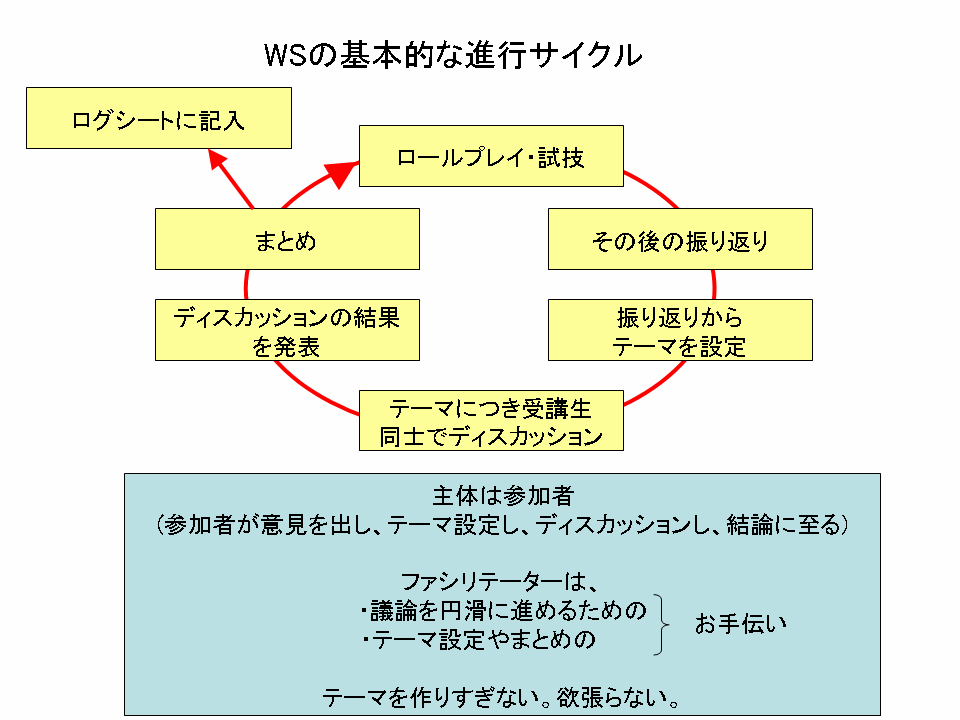 WSの基本的な進行サイクル
ログシートに記入
ロールプレイ・試技
まとめ
その後の振り返り
ディスカッションの結果
を発表
振り返りから
テーマを設定
テーマにつき受講生
同士でディスカッション
主体は参加者
(参加者が意見を出し、テーマ設定し、ディスカッションし、結論に至る)
ファシリテーターは、
・議論を円滑に進めるための
・テーマ設定やまとめの
お手伝い
テーマを作りすぎない。欲張らない。